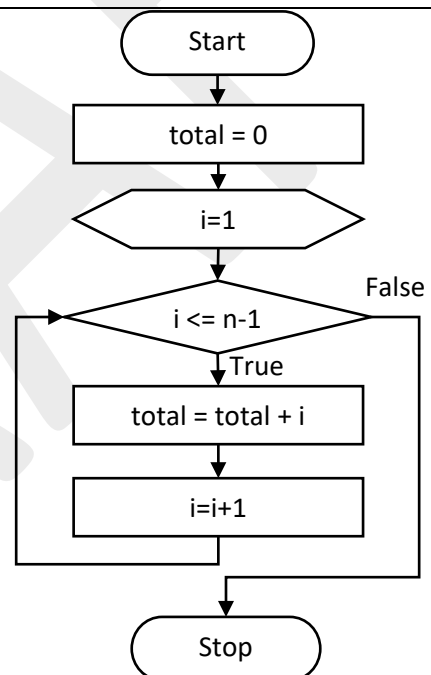 Start
total = 0
i=1
False
i <= n-1
True
total = total + i
i=i+1
Stop